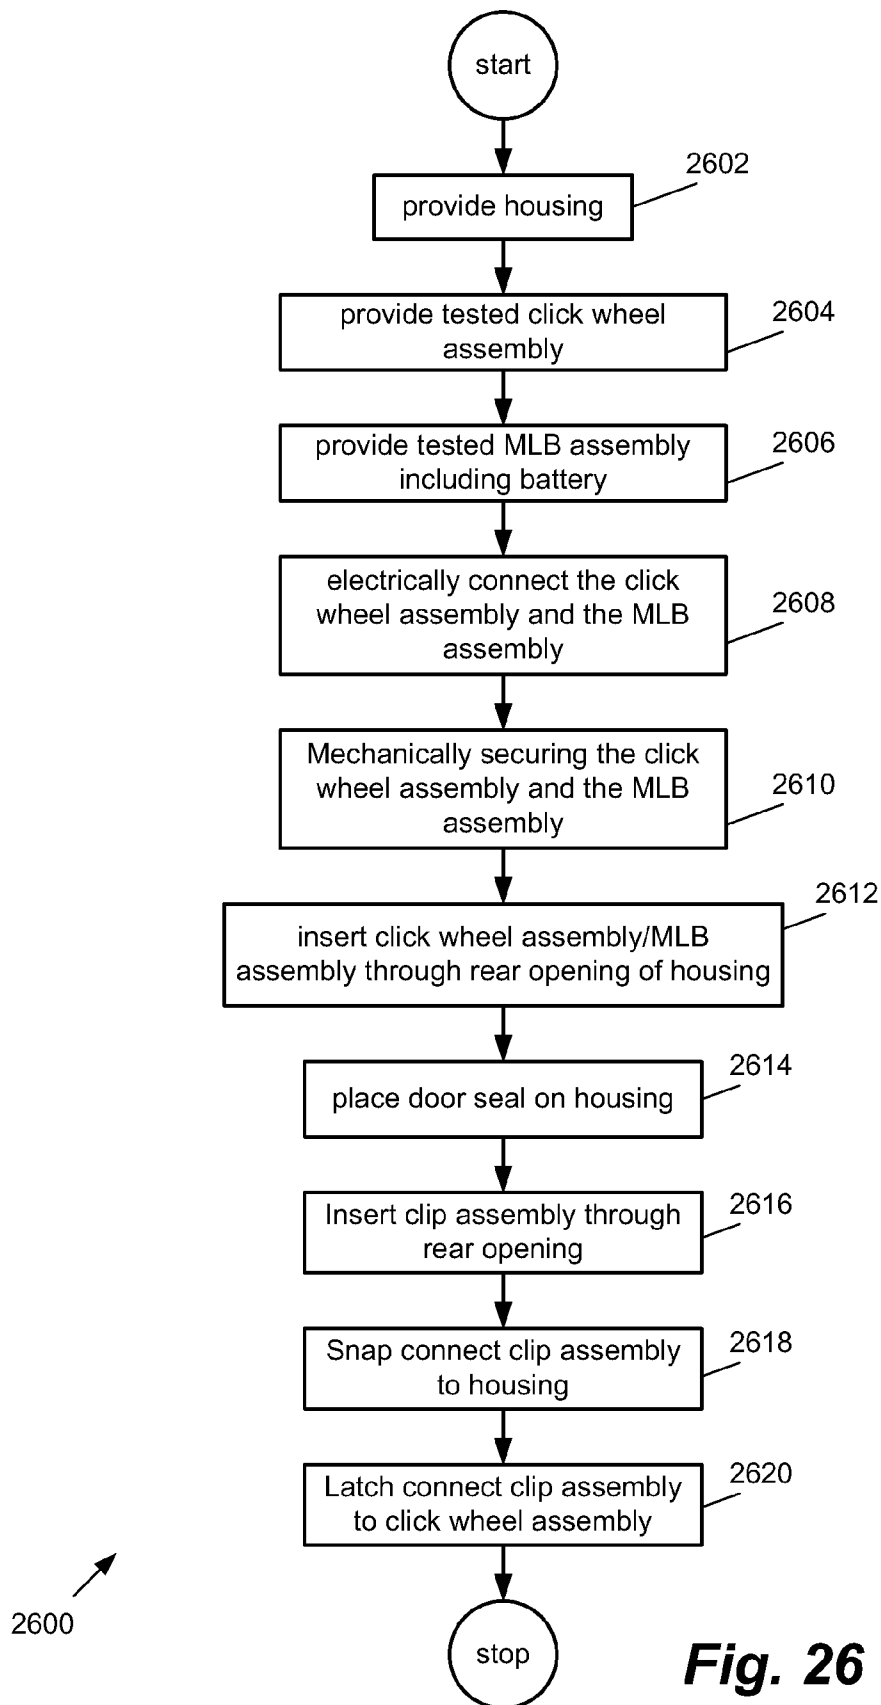 start
2602
provide housing
2604
provide tested click wheel
assembly
2606
provide tested MLB assembly
including battery
electrically connect the click
wheel assembly and the MLB
assembly
2608
Mechanically securing the click
wheel assembly and the MLB
assembly
2610
2612
insert click wheel assembly/MLB
assembly through rear opening of housing
2614
place door seal on housing
2616
Insert clip assembly through
rear opening
2618
Snap connect clip assembly
to housing
2620
Latch connect clip assembly
to click wheel assembly
2600
stop
Fig. 26